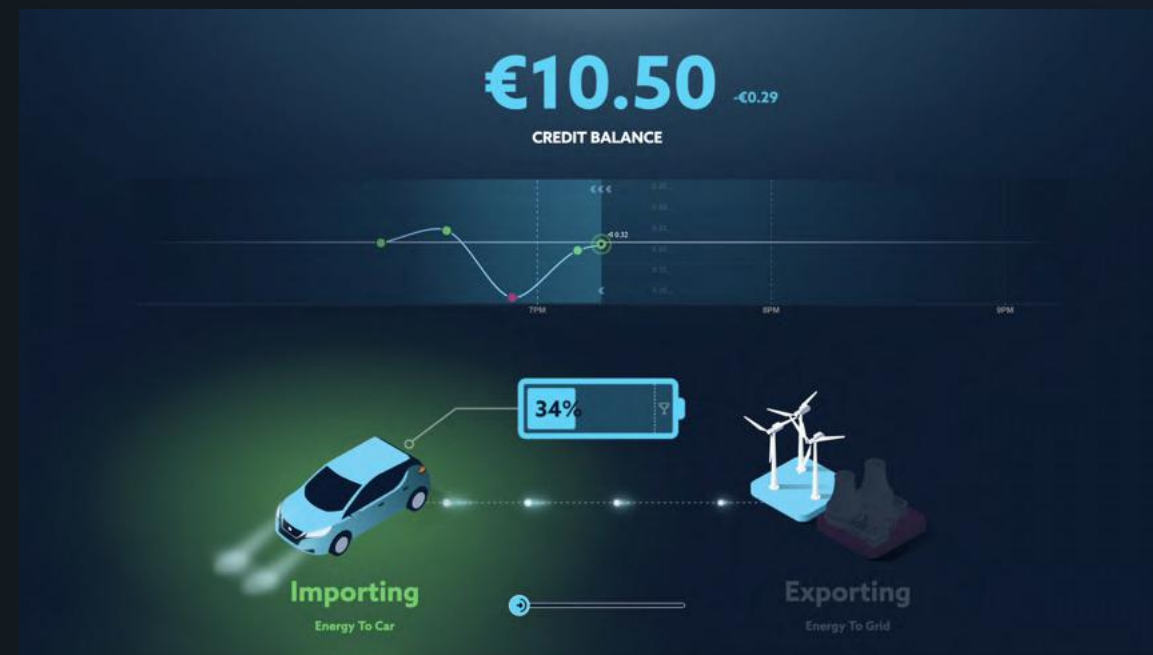 €10.50 -€0.29
CREDIT BALANCE
€€€
€0.32
€
7PM 8PM 9PM
34%
Importing Exporting
Energy To Car Energy To Grid